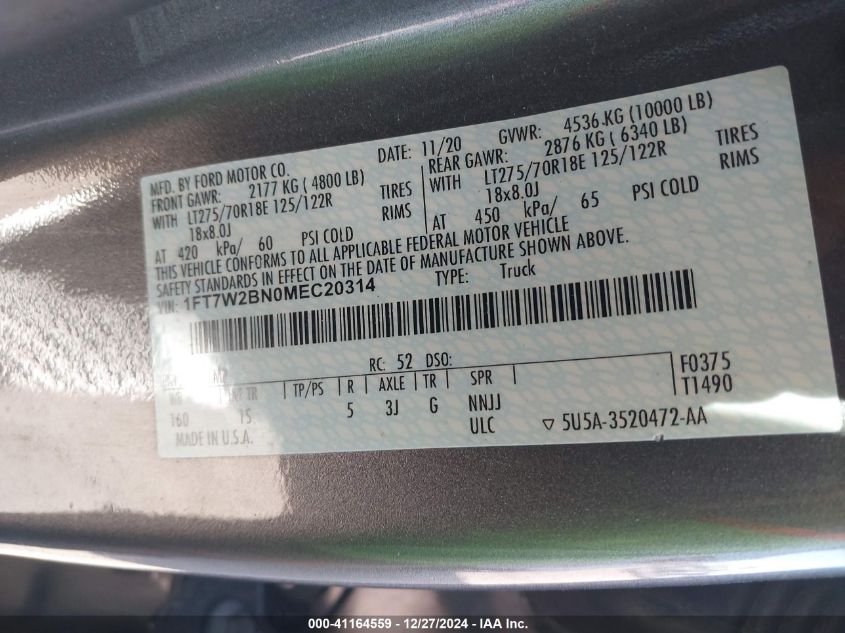 MFD. BY FORD MOTOR CO.
DATE: 11/20 GVWR: 4536 KG (10000 LB)
FRONT GAWR: 2177 KG ( 4800 LB)
REAR GAWR: 2876 KG ( 6340 LB)
WITH LT275/70R18E 125/122R TIRES
WITH LT275/70R18E 125/122R TIRES
18x8.0J RIMS
18x8.0J RIMS
AT 420 kPa/ 60 PSI COLD
AT 450 kPa/ 65 PSI COLD
THIS VEHICLE CONFORMS TO ALL APPLICABLE FEDERAL MOTOR VEHICLE
SAFETY STANDARDS IN EFFECT ON THE DATE OF MANUFACTURE SHOWN ABOVE.
VIN: 1FT7W2BN0MEC20314 TYPE: Truck
RC: 52 DSO:
WB TR TP/PS R AXLE TR SPR F0375
160 15 5 3J G NNJJ T1490
MADE IN U.S.A. ULC ▽ 5U5A-3520472-AA
000-41164559 - 12/27/2024 - IAA, Inc.